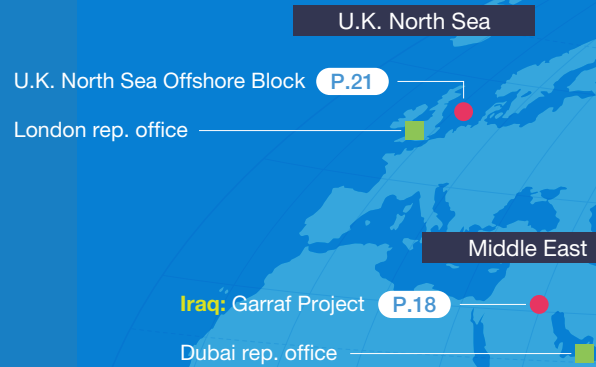 U.K. North Sea
U.K. North Sea Offshore Block P.21
London rep. office
Middle East
Iraq: Garraf Project P.18
Dubai rep. office